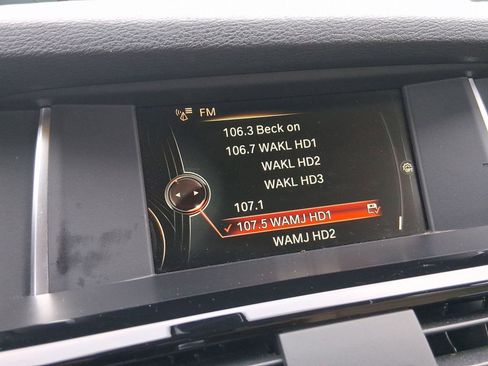 FM
106.3 Beck on
106.7 WAKL HD1
WAKL HD2
WAKL HD3
107.1
107.5 WAMJ HD1
WAMJ HD2